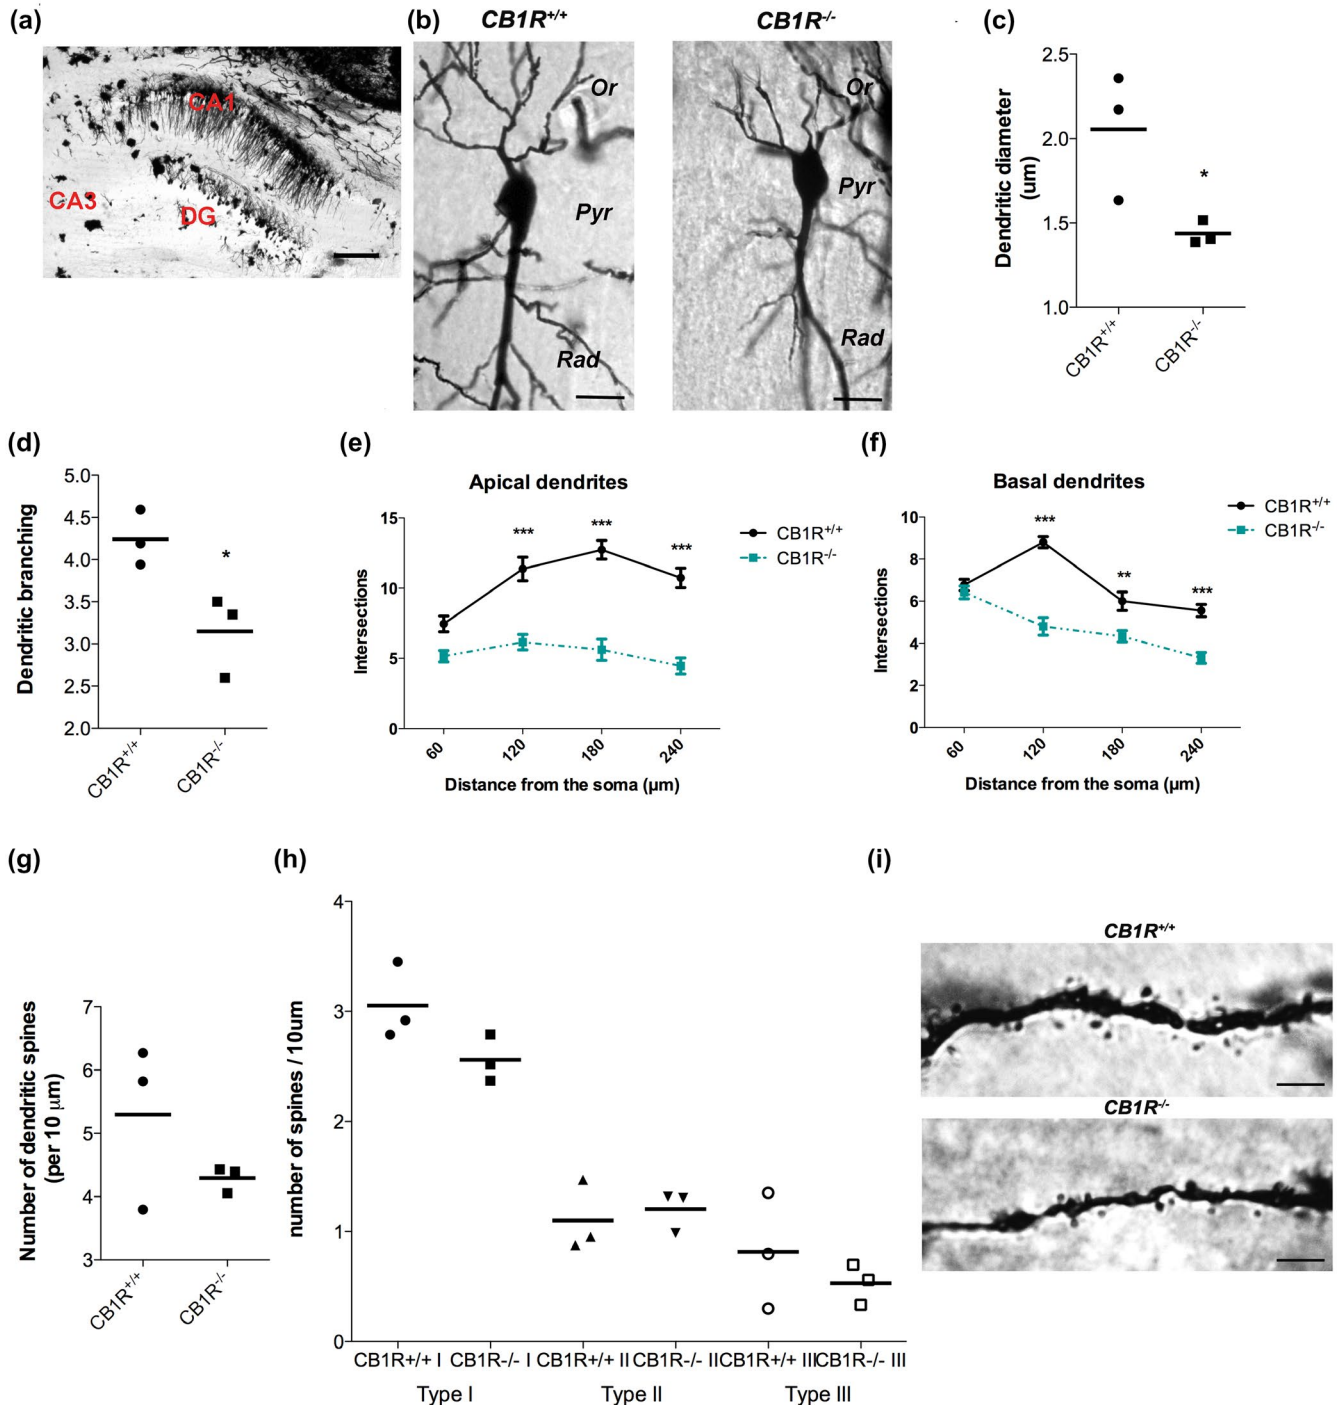 (a)
CA1
CA3
DG
(b)
CB1R+/+
CB1R-/-
Or
Pyr
Rad
Or
Pyr
Rad
(c)
Dendritic diameter
(um)
2.5
2.0
1.5
1.0
*
CB1R+/+
CB1R-/-
(d)
Dendritic branching
5.0
4.5
4.0
3.5
3.0
2.5
2.0
*
CB1R+/+
CB1R-/-
(e)
Apical dendrites
Intersections
15
10
5
0
***
***
***
CB1R+/+
CB1R-/-
60
120
180
240
Distance from the soma (µm)
(f)
Basal dendrites
Intersections
10
8
6
4
2
0
***
**
***
CB1R+/+
CB1R-/-
60
120
180
240
Distance from the soma (µm)
(g)
Number of dendritic spines
(per 10 µm)
7
6
5
4
3
CB1R+/+
CB1R-/-
(h)
number of spines / 10um
4
3
2
1
0
CB1R+/+ I CB1R-/- I CB1R+/+ II CB1R-/- II CB1R+/+ III CB1R-/- III
Type I Type II Type III
(i)
CB1R+/+
CB1R-/-